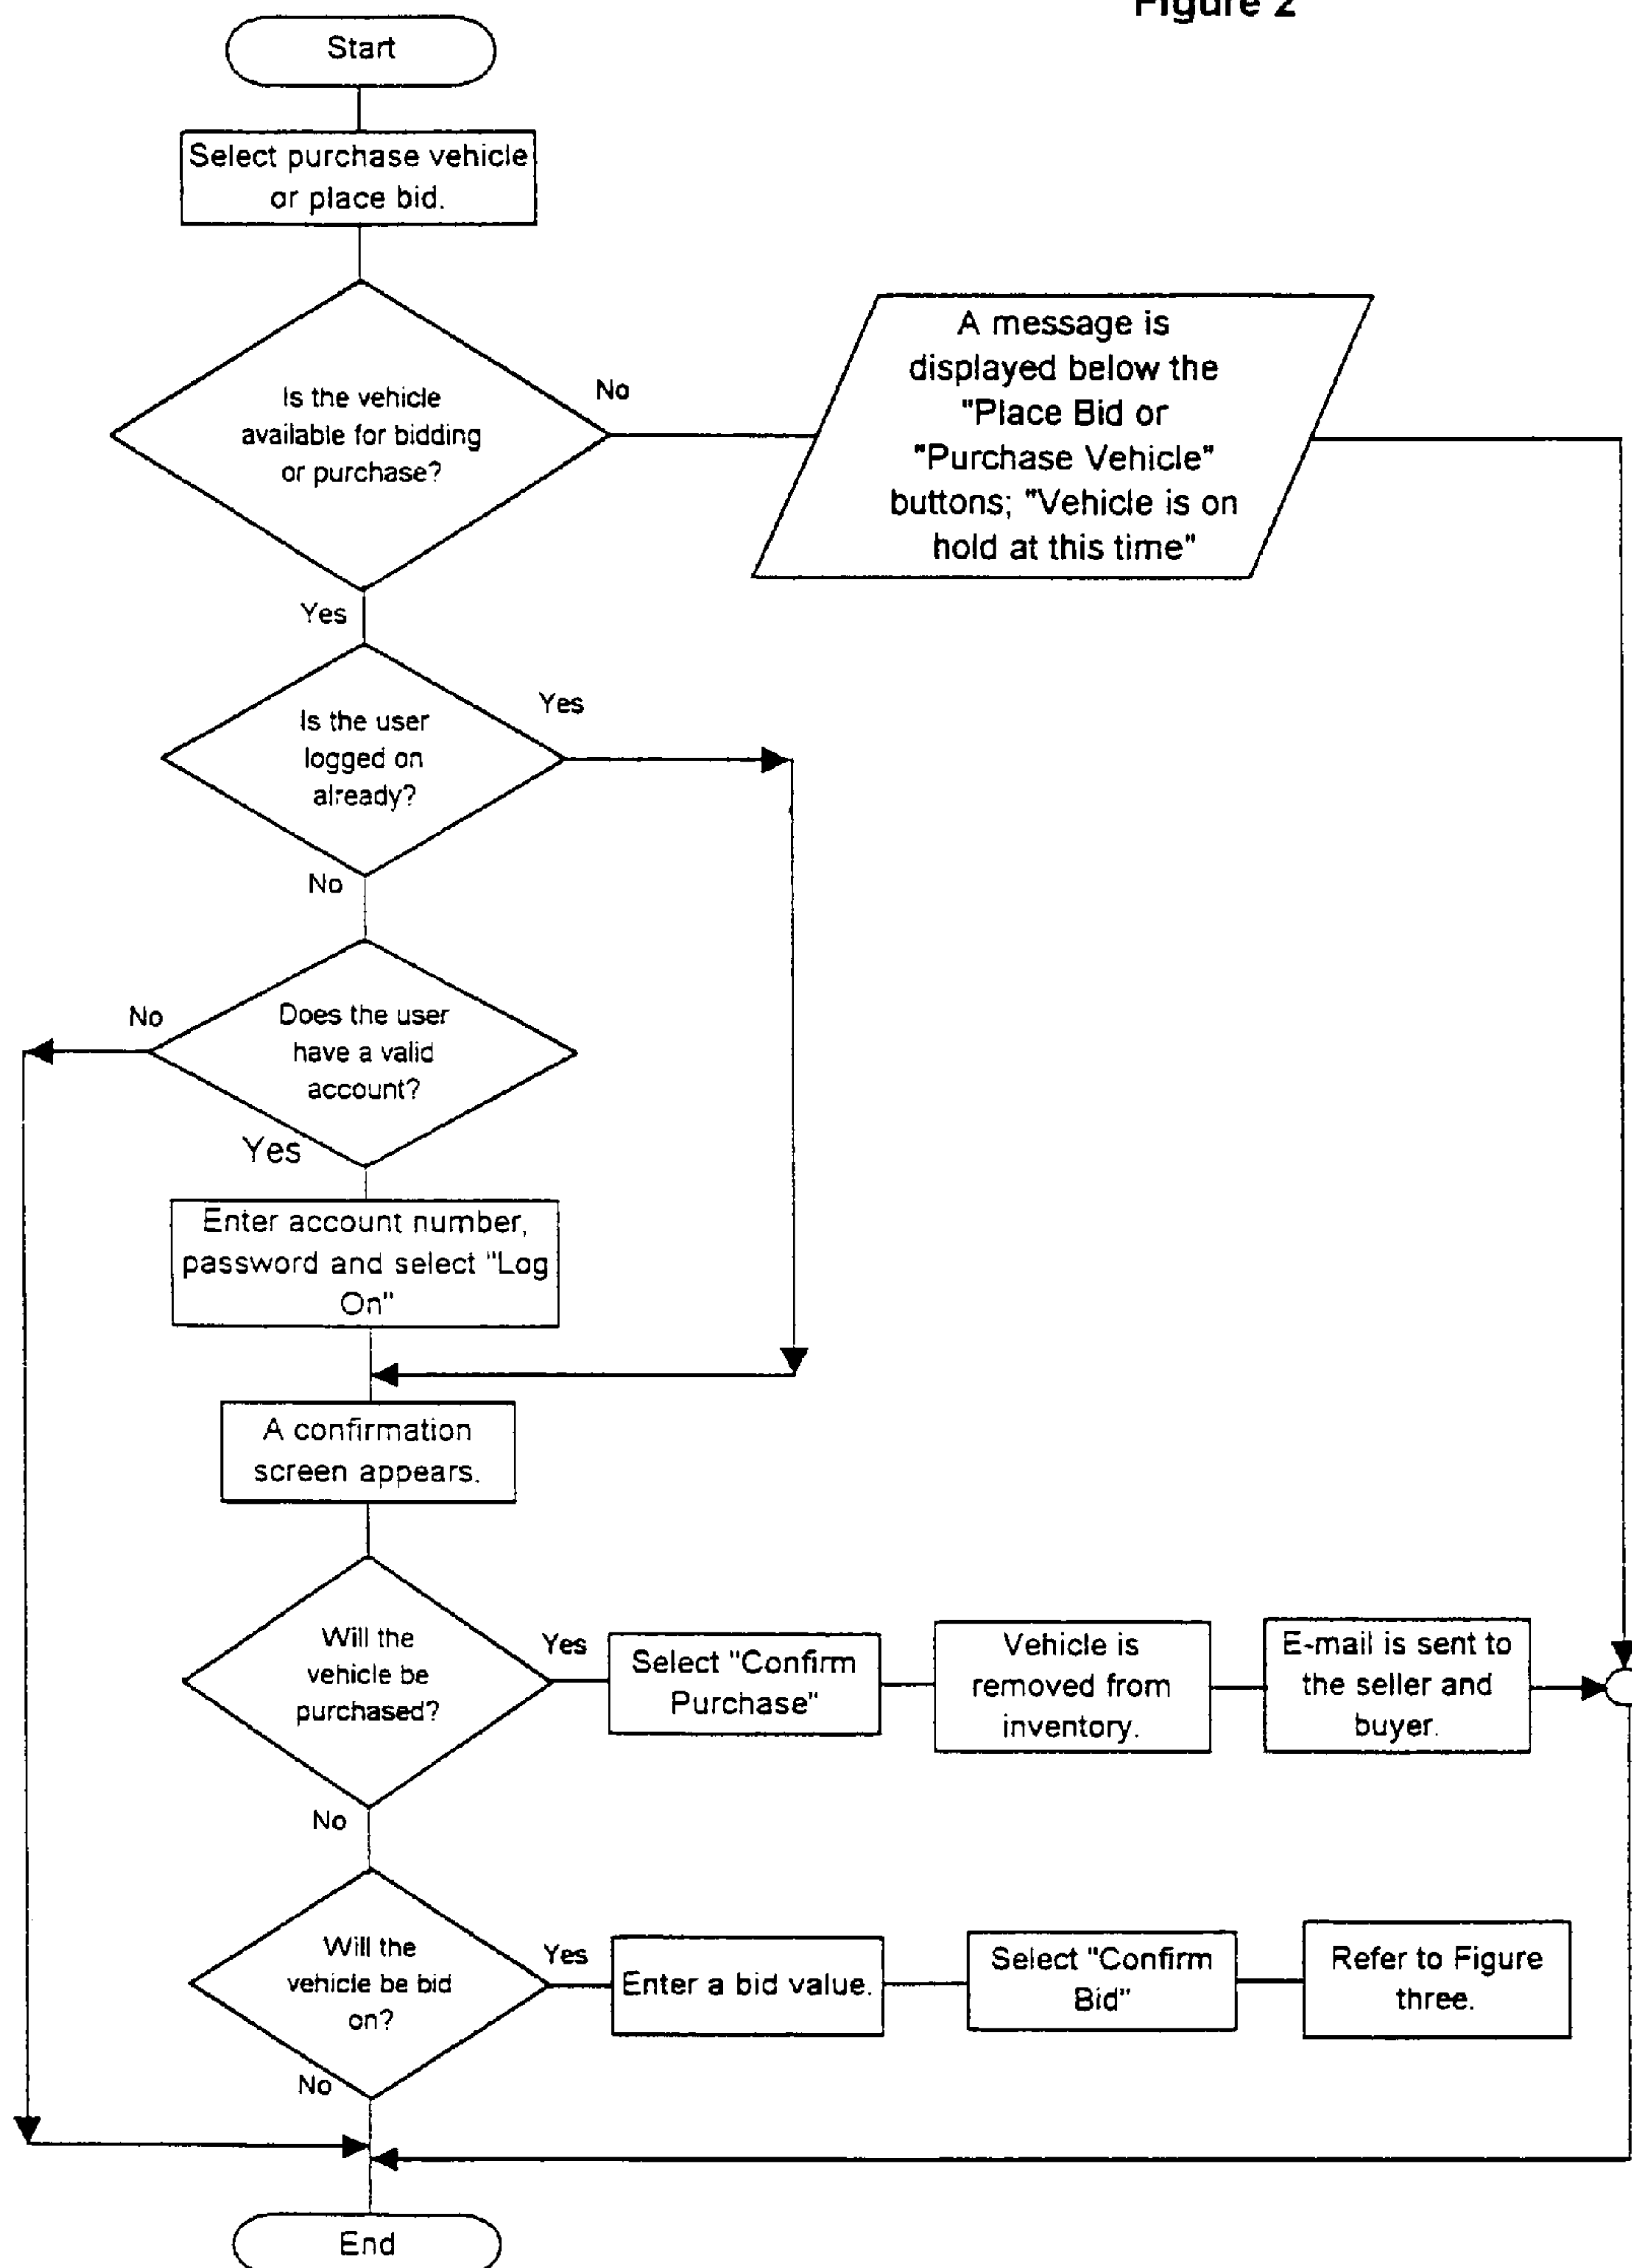 Figure 2
Start
Select purchase vehicle
or place bid.
Is the vehicle
available for bidding
or purchase?
No
A message is
displayed below the
"Place Bid or
"Purchase Vehicle"
buttons; "Vehicle is on
hold at this time"
Yes
Is the user
logged on
already?
Yes
No
Does the user
have a valid
account?
No
Yes
Enter account number,
password and select "Log
On"
A confirmation
screen appears.
Will the
vehicle be
purchased?
Yes
Select "Confirm
Purchase"
Vehicle is
removed from
inventory.
E-mail is sent to
the seller and
buyer.
No
Will the
vehicle be bid
on?
Yes
Enter a bid value.
Select "Confirm
Bid"
Refer to Figure
three.
No
End